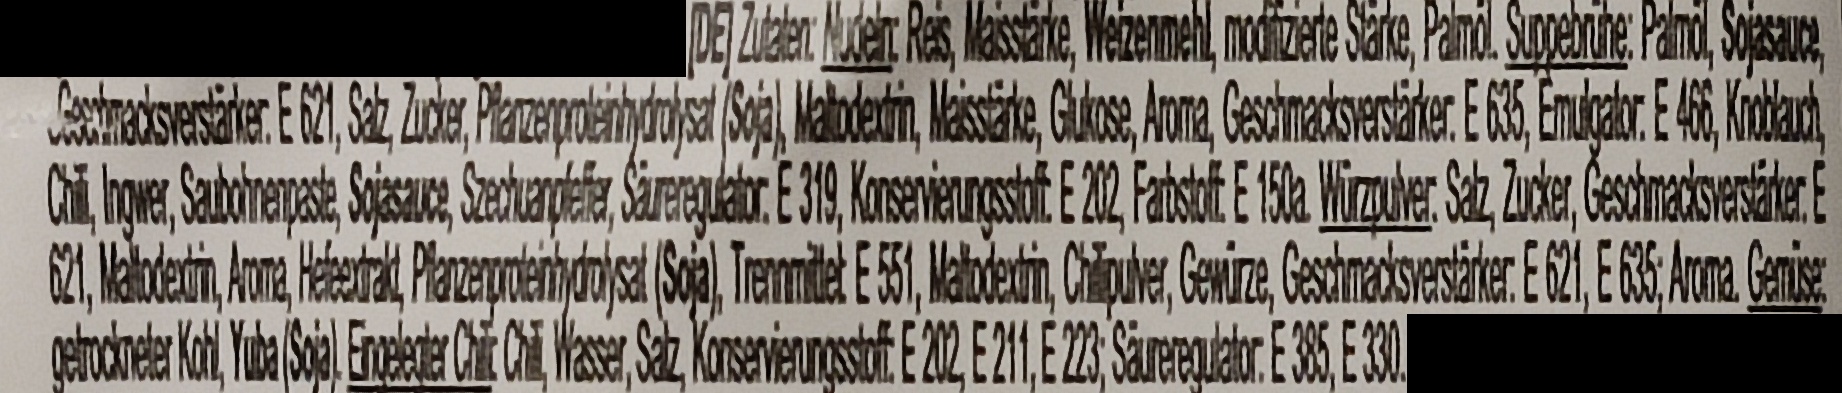 [DE] Zutaten: Nudeln: Reis, Maisstärke, Weizenmehl, modifizierte Stärke, Palmöl. Suppebrühe: Palmöl, Sojasauce,
Geschmacksverstärker: E 621, Salz, Zucker, Pflanzenproteinhydrolysat (Soja), Maltodextrin, Maisstärke, Glukose, Aroma, Geschmacksverstärker: E 635, Emulgator: E 466, Knoblauch,
Chili, Ingwer, Saubohnenpaste, Sojasauce, Szechuanpfeffer, Säureregulator: E 319, Konservierungsstoff: E 202, Farbstoff: E 150a. Würzpulver: Salz, Zucker, Geschmacksverstärker: E
621, Maltodextrin, Aroma, Hefeextrakt, Pflanzenproteinhydrolysat (Soja), Trennmittel: E 551, Maltodextrin, Chilipulver, Gewürze, Geschmacksverstärker: E 621, E 635; Aroma. Gemüse:
getrockneter Kohl, Yuba (Soja). Eingelegter Chili: Chili, Wasser, Salz, Konservierungsstoff: E 202, E 211, E 223; Säureregulator: E 385, E 330.